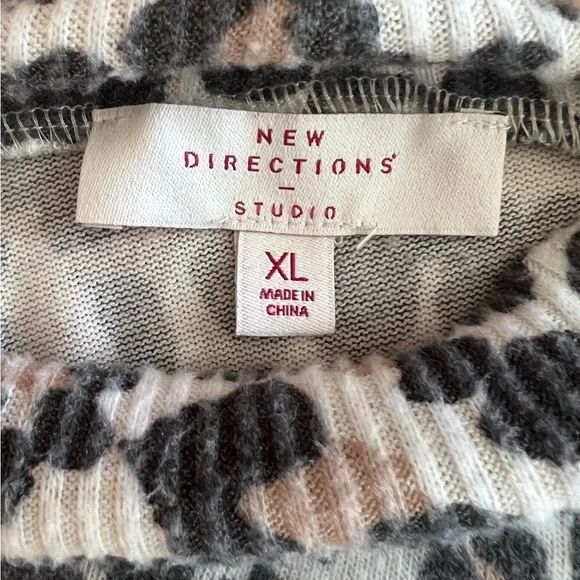 NEW
DIRECTIONS®
—
STUDIO
XL
MADE IN
CHINA